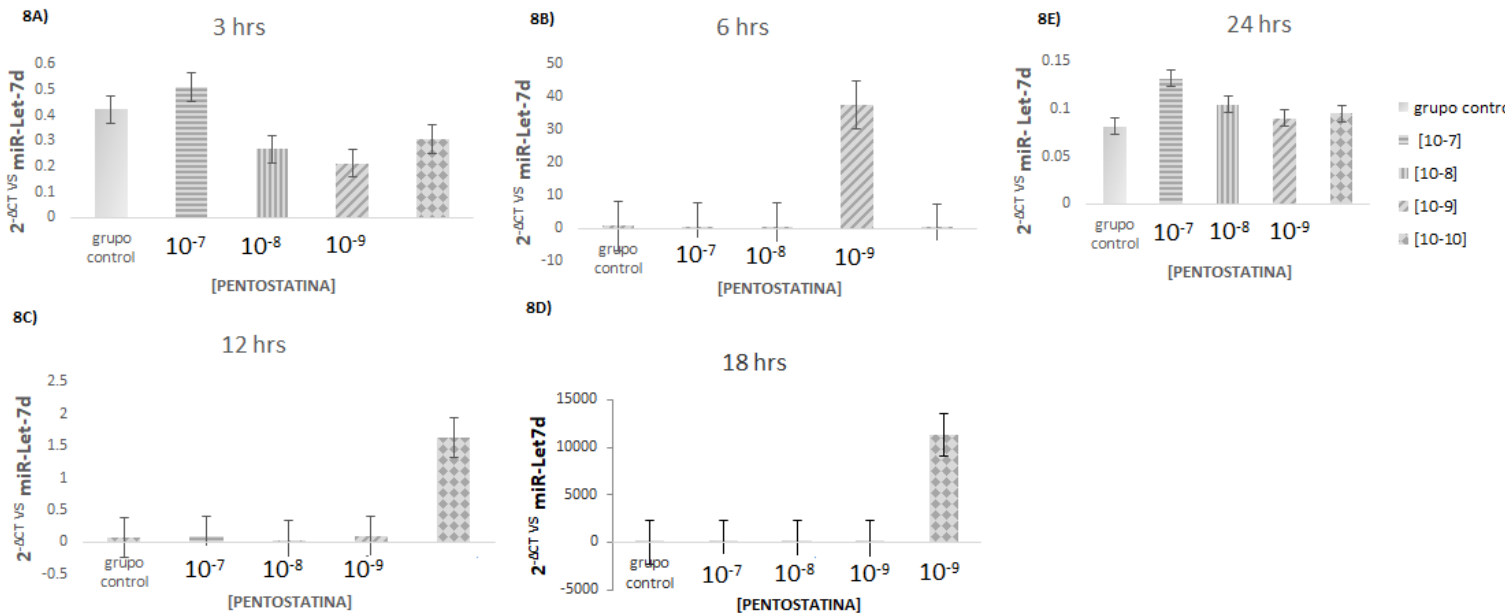 8A)
3 hrs
2-ΔCT VS miR-Let-7d
0.6
0.5
0.4
0.3
0.2
0.1
0
grupo control
10-7
10-8
10-9
[PENTOSTATINA]
8B)
6 hrs
2-ΔCT VS miR-Let-7d
50
40
30
20
10
0
-10
grupo control
10-7
10-8
10-9
[PENTOSTATINA]
8E)
24 hrs
2-ΔCT VS miR- Let-7d
0.15
0.1
0.05
0
grupo control
10-7
10-8
10-9
[PENTOSTATINA]
grupo contro
[10-7]
[10-8]
[10-9]
[10-10]
8C)
12 hrs
2-ΔCT VS miR-Let-7d
2.5
2
1.5
1
0.5
0
-0.5
grupo control
10-7
10-8
10-9
[PENTOSTATINA]
8D)
18 hrs
2-ΔCT VS miR-Let7d
15000
10000
5000
0
-5000
grupo control
10-7
10-8
10-9
10-9
[PENTOSTATINA]